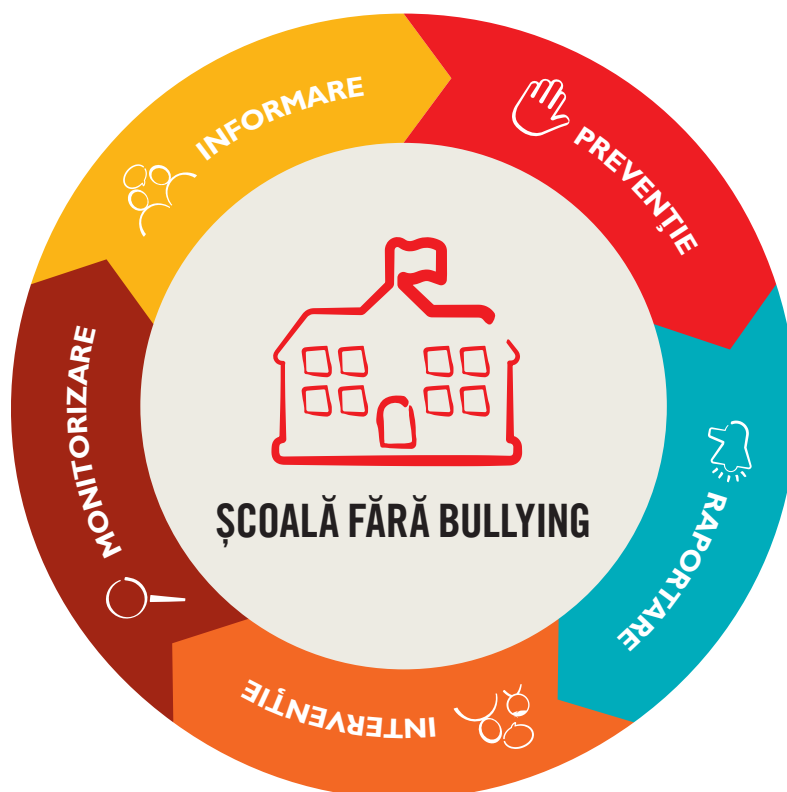 INFORMARE
PREVENȚIE
RAPORTARE
INTERVENȚIE
MONITORIZARE
ȘCOALĂ FĂRĂ BULLYING